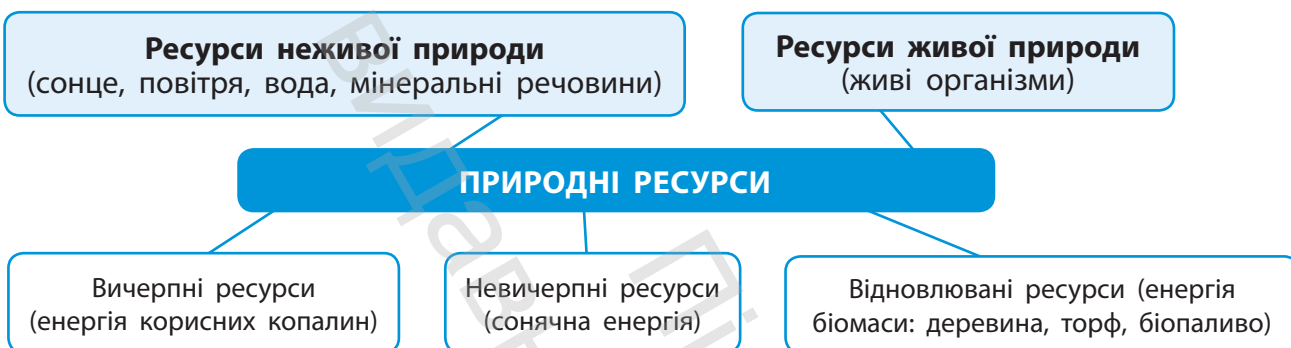 Ресурси неживої природи
(сонце, повітря, вода, мінеральні речовини)
Ресурси живої природи
(живі організми)
ПРИРОДНІ РЕСУРСИ
Вичерпні ресурси
(енергія корисних копалин)
Невичерпні ресурси
(сонячна енергія)
Відновлювані ресурси (енергія
біомаси: деревина, торф, біопаливо)